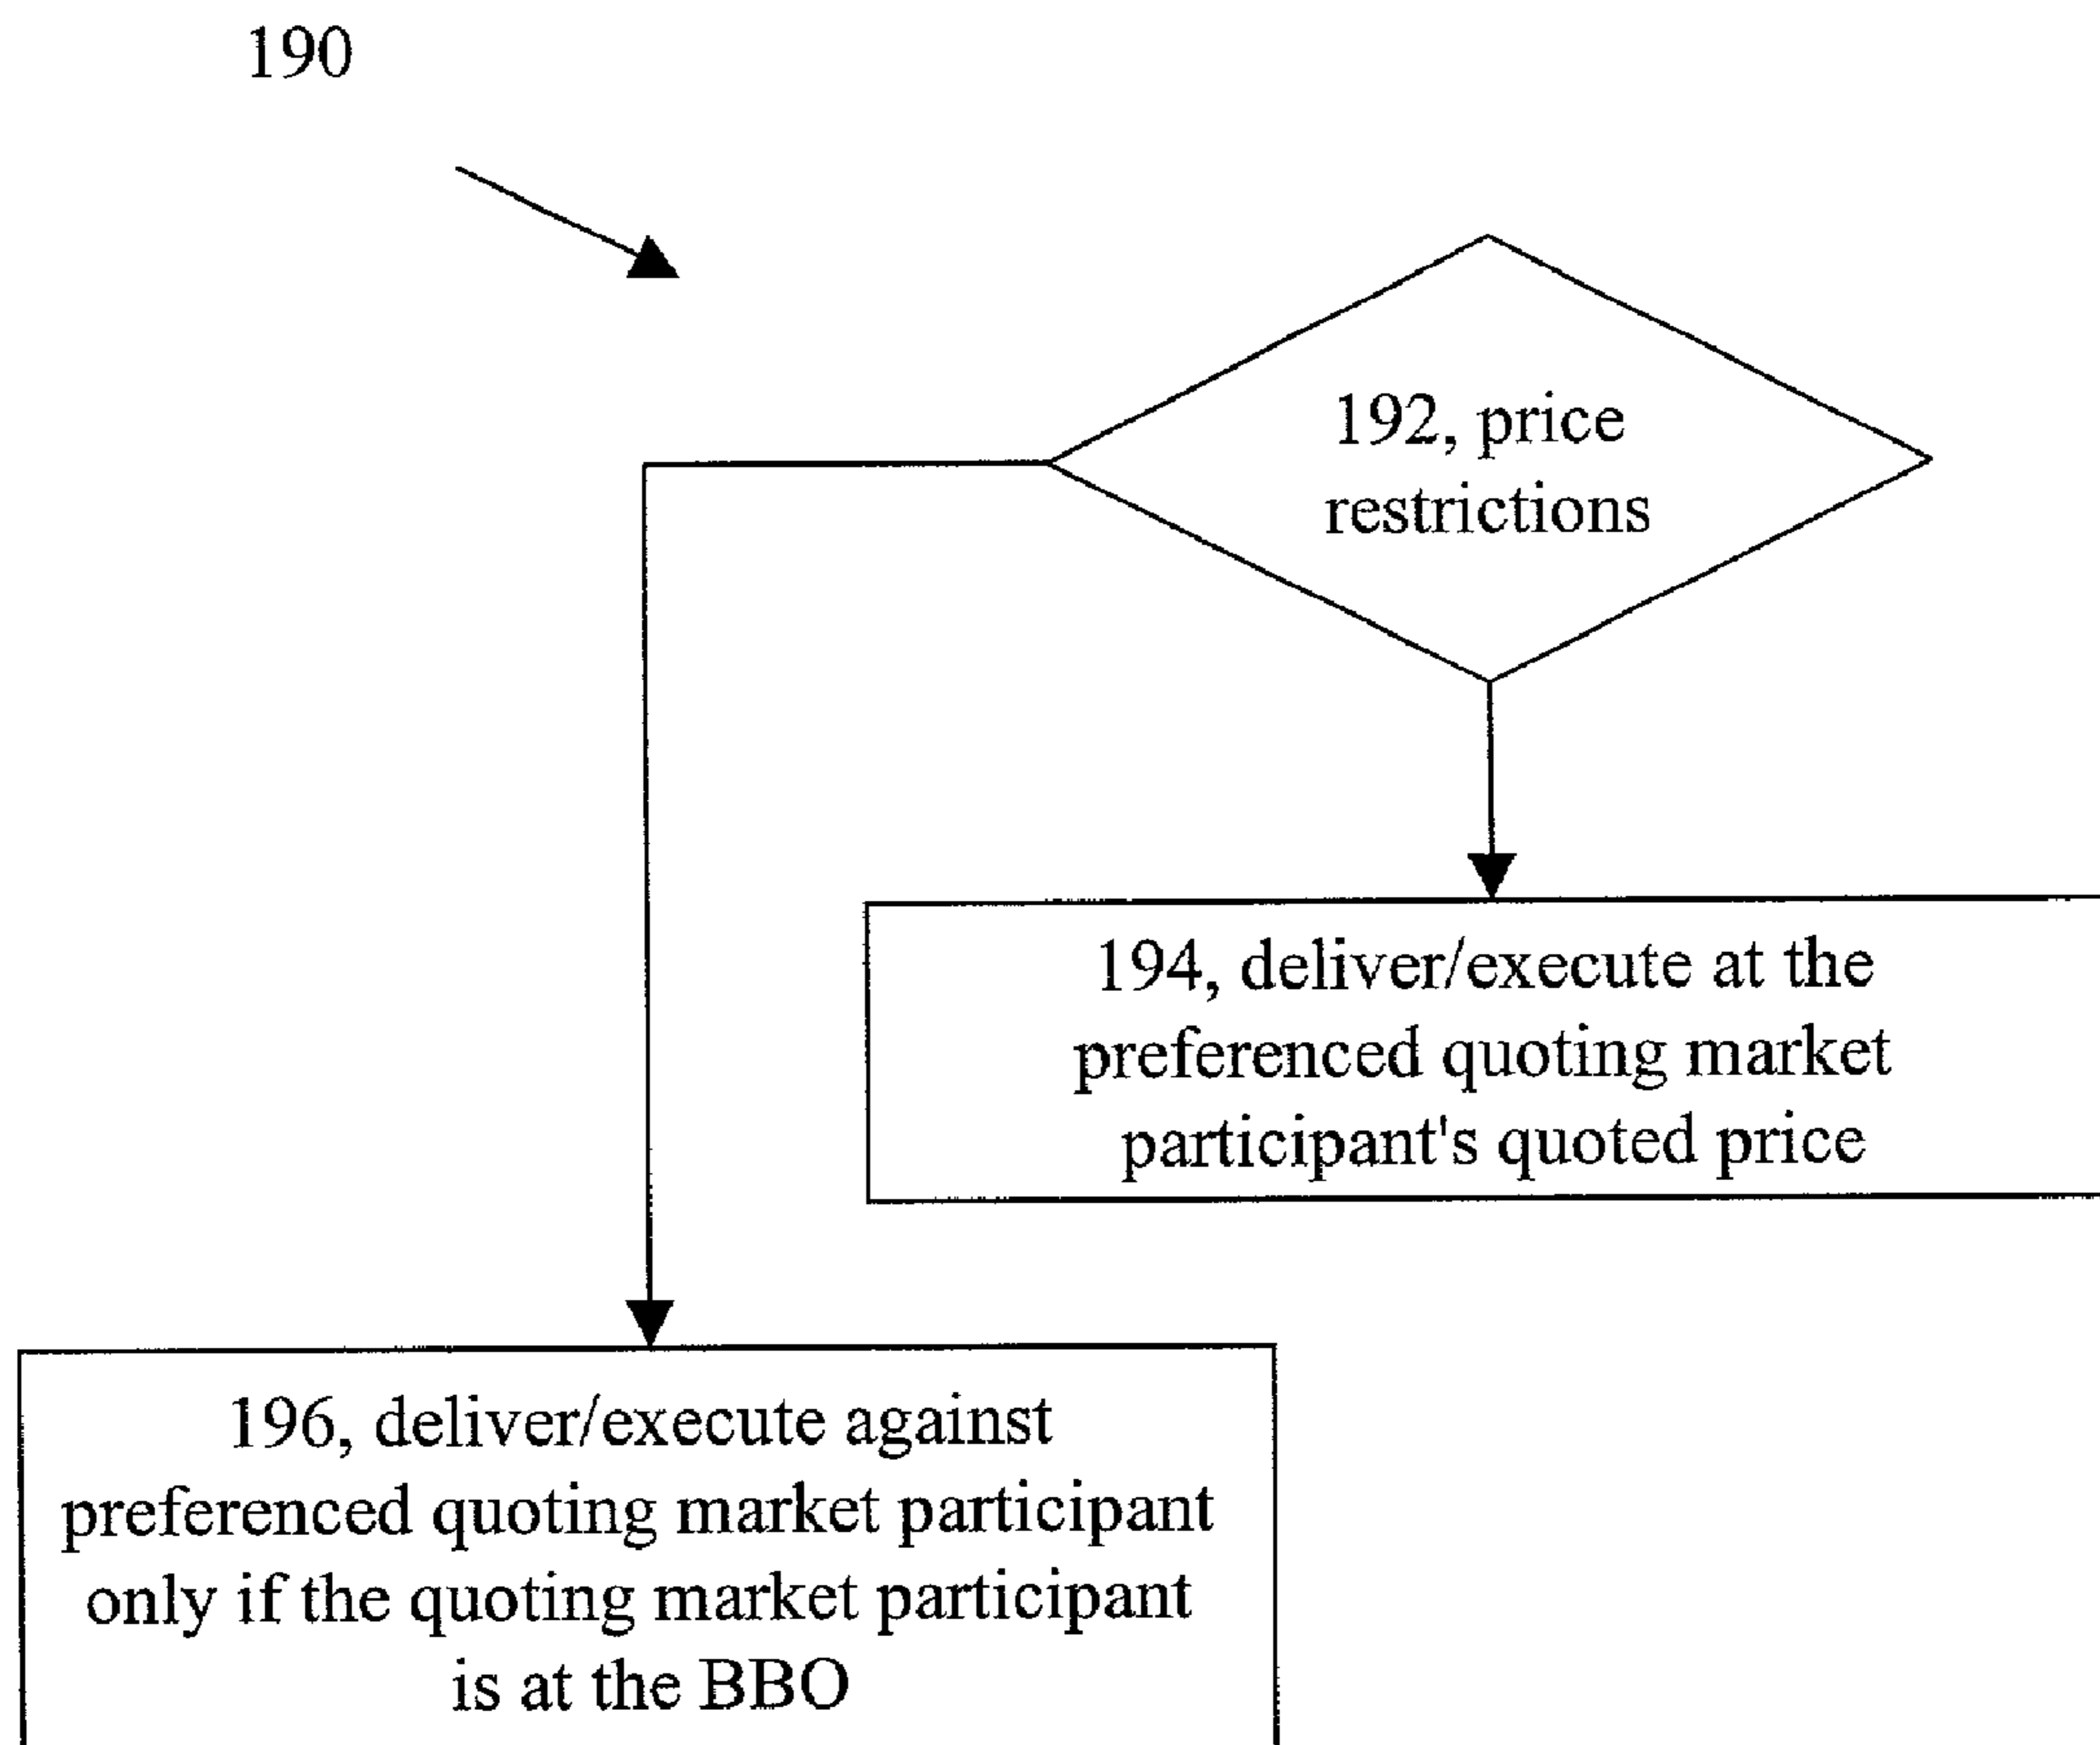 190
192, price
restrictions
194, deliver/execute at the
preferenced quoting market
participant's quoted price
196, deliver/execute against
preferenced quoting market participant
only if the quoting market participant
is at the BBO